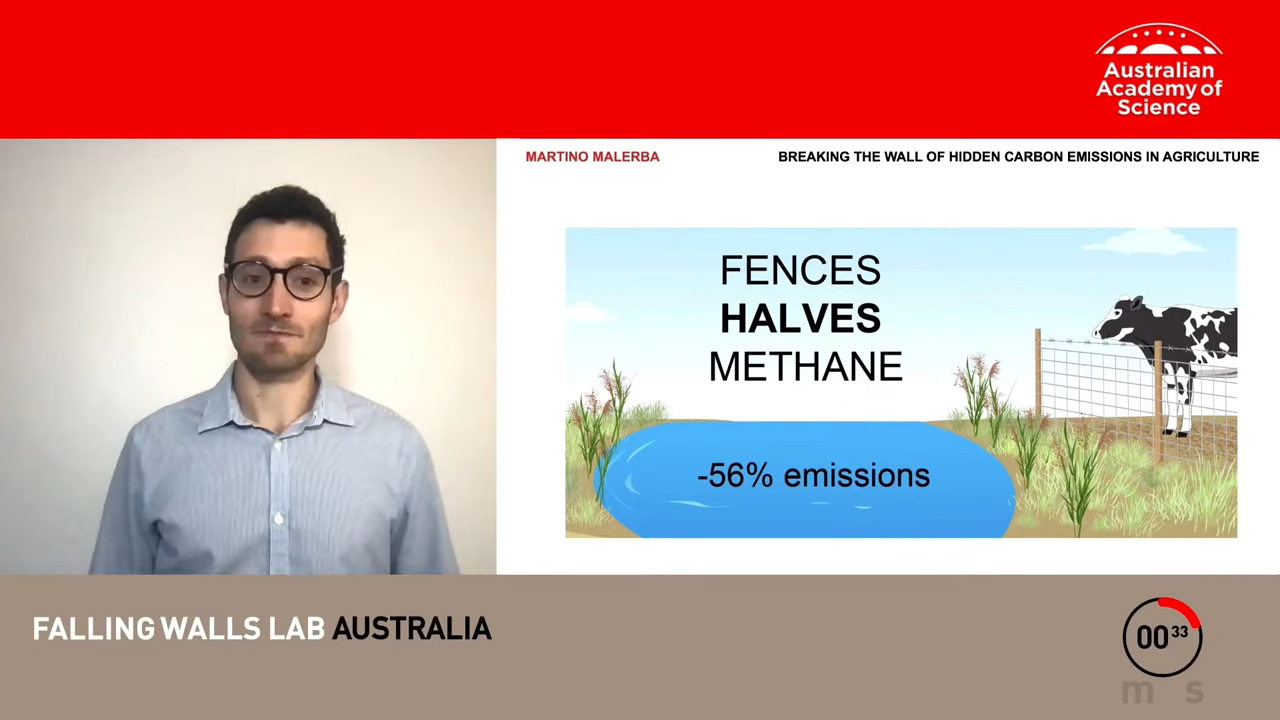 Australian
Academy of
Science
MARTINO MALERBA
BREAKING THE WALL OF HIDDEN CARBON EMISSIONS IN AGRICULTURE
FENCES
HALVES
METHANE
-56% emissions
FALLING WALLS LAB AUSTRALIA
00 33
m s